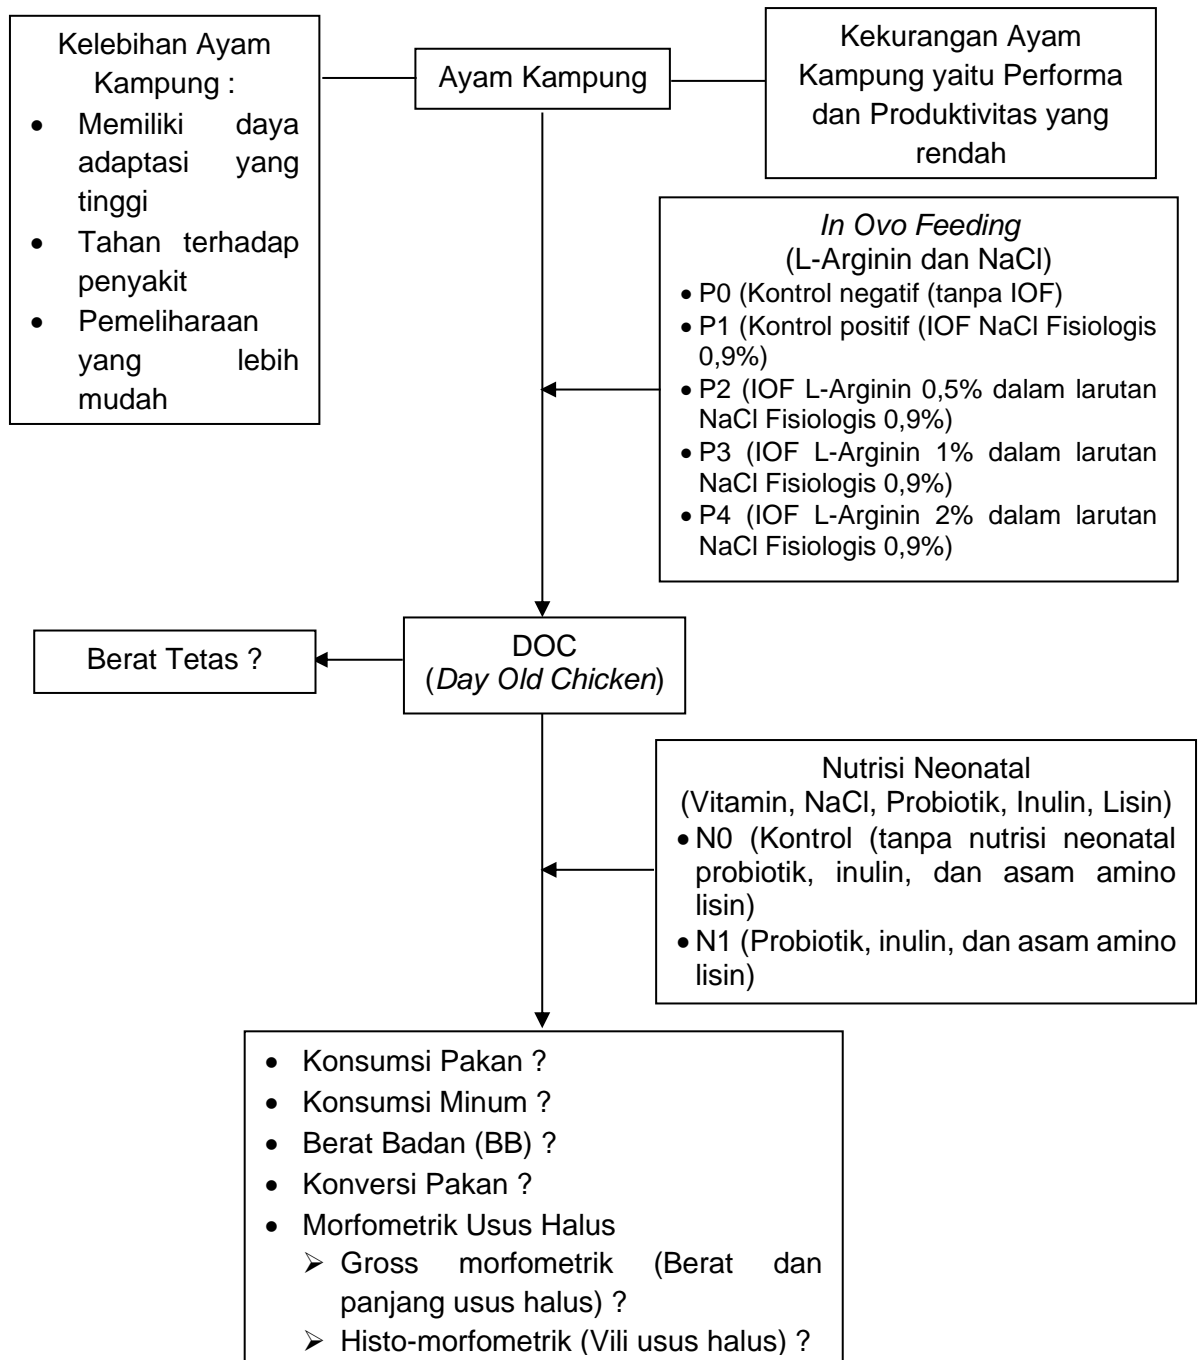 Kelebihan Ayam
Kampung :
• Memiliki daya
adaptasi yang
tinggi
• Tahan terhadap
penyakit
• Pemeliharaan
yang lebih
mudah
Ayam Kampung
Kekurangan Ayam
Kampung yaitu Performa
dan Produktivitas yang
rendah
In Ovo Feeding
(L-Arginin dan NaCl)
• P0 (Kontrol negatif (tanpa IOF)
• P1 (Kontrol positif (IOF NaCl Fisiologis
0,9%)
• P2 (IOF L-Arginin 0,5% dalam larutan
NaCl Fisiologis 0,9%)
• P3 (IOF L-Arginin 1% dalam larutan
NaCl Fisiologis 0,9%)
• P4 (IOF L-Arginin 2% dalam larutan
NaCl Fisiologis 0,9%)
Berat Tetas ?
DOC
(Day Old Chicken)
Nutrisi Neonatal
(Vitamin, NaCl, Probiotik, Inulin, Lisin)
• N0 (Kontrol (tanpa nutrisi neonatal
probiotik, inulin, dan asam amino
lisin)
• N1 (Probiotik, inulin, dan asam amino
lisin)
• Konsumsi Pakan ?
• Konsumsi Minum ?
• Berat Badan (BB) ?
• Konversi Pakan ?
• Morfometrik Usus Halus
➢ Gross morfometrik (Berat dan
panjang usus halus) ?
➢ Histo-morfometrik (Vili usus halus) ?